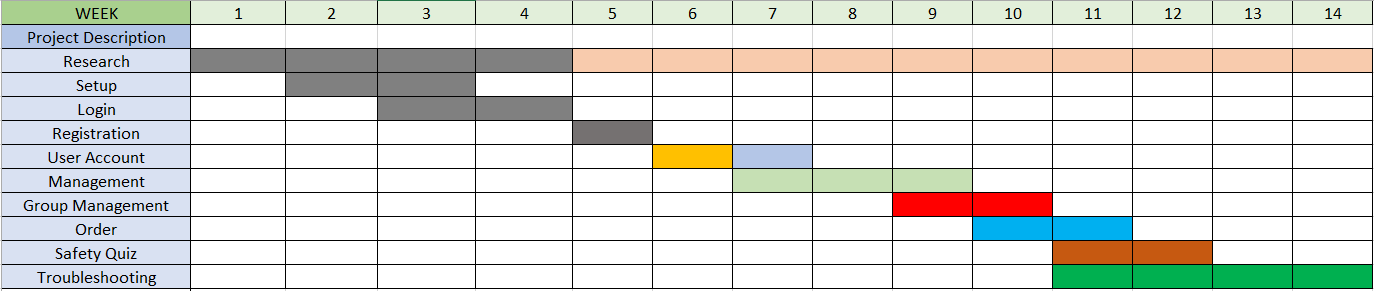 WEEK 1 2 3 4 5 6 7 8 9 10 11 12 13 14
Project Description
Research
Setup
Login
Registration
User Account
Management
Group Management
Order
Safety Quiz
Troubleshooting